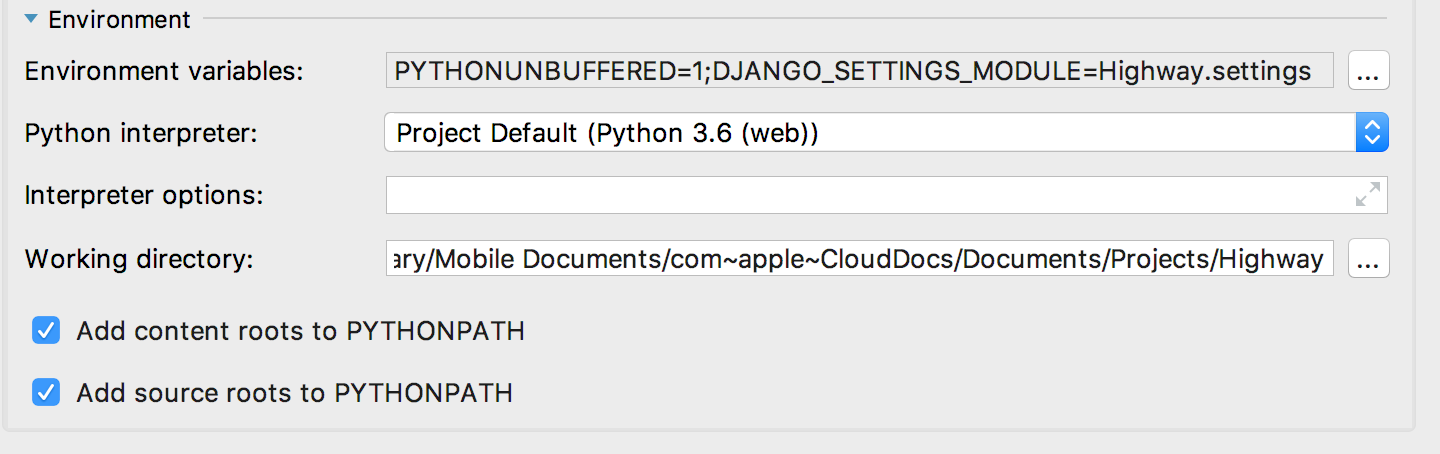 Environment
Environment variables: PYTHONUNBUFFERED=1;DJANGO_SETTINGS_MODULE=Highway.settings ...
Python interpreter: Project Default (Python 3.6 (web))
Interpreter options:
Working directory: ary/Mobile Documents/com~apple~CloudDocs/Documents/Projects/Highway ...
Add content roots to PYTHONPATH
Add source roots to PYTHONPATH